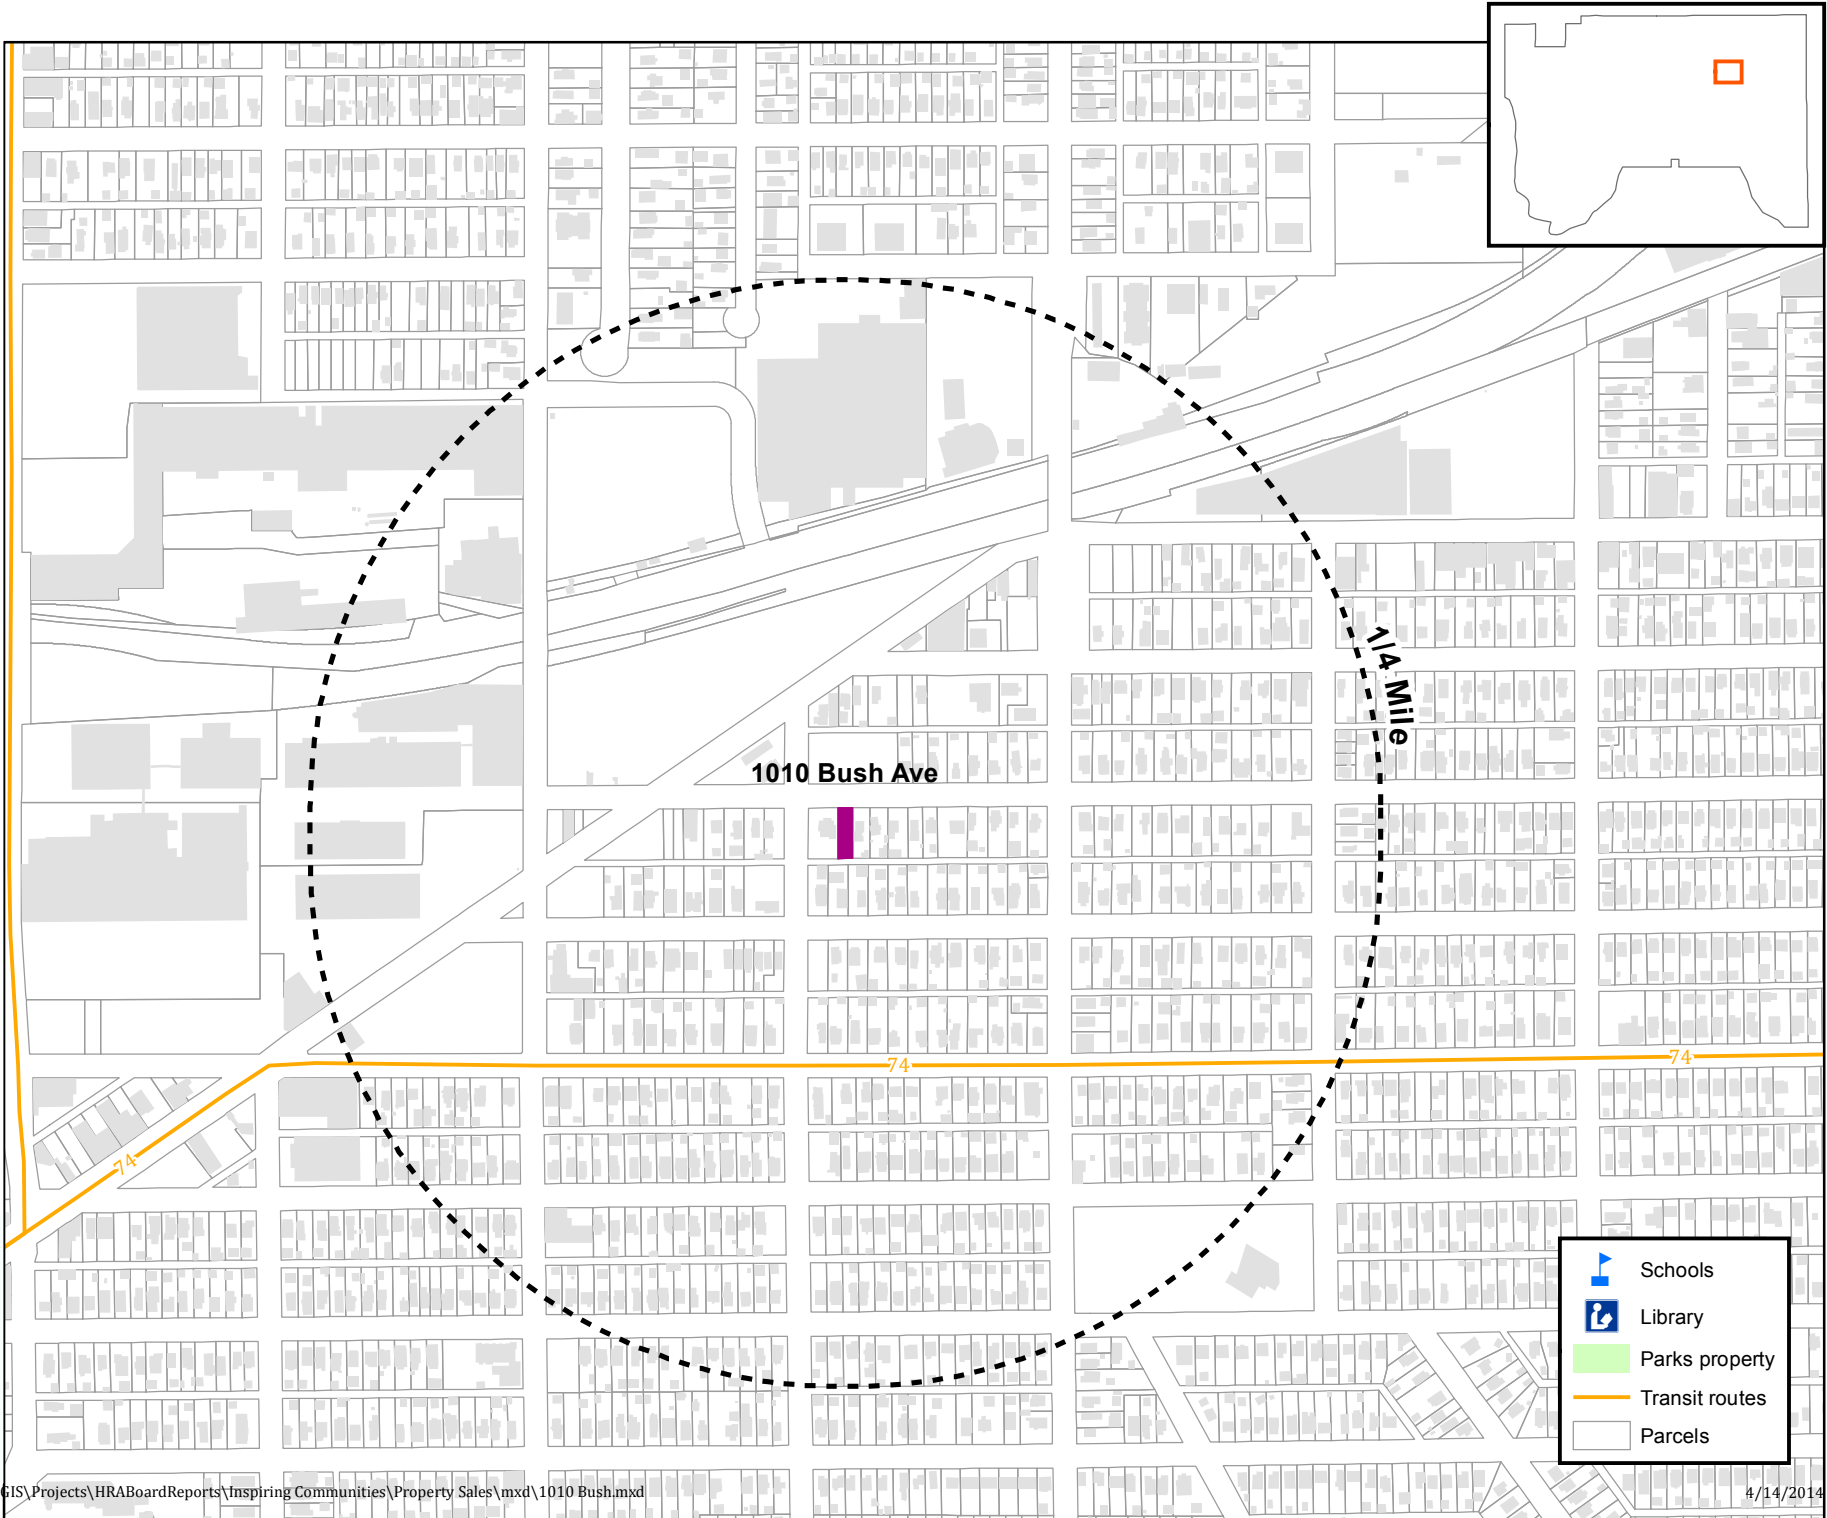 1/4 Mile
1010 Bush Ave
74
74
74
Schools
Library
Parks property
Transit routes
Parcels
GIS\Projects\HRABoardReports\Inspiring Communities\Property Sales\mxd\1010 Bush.mxd
4/14/2014